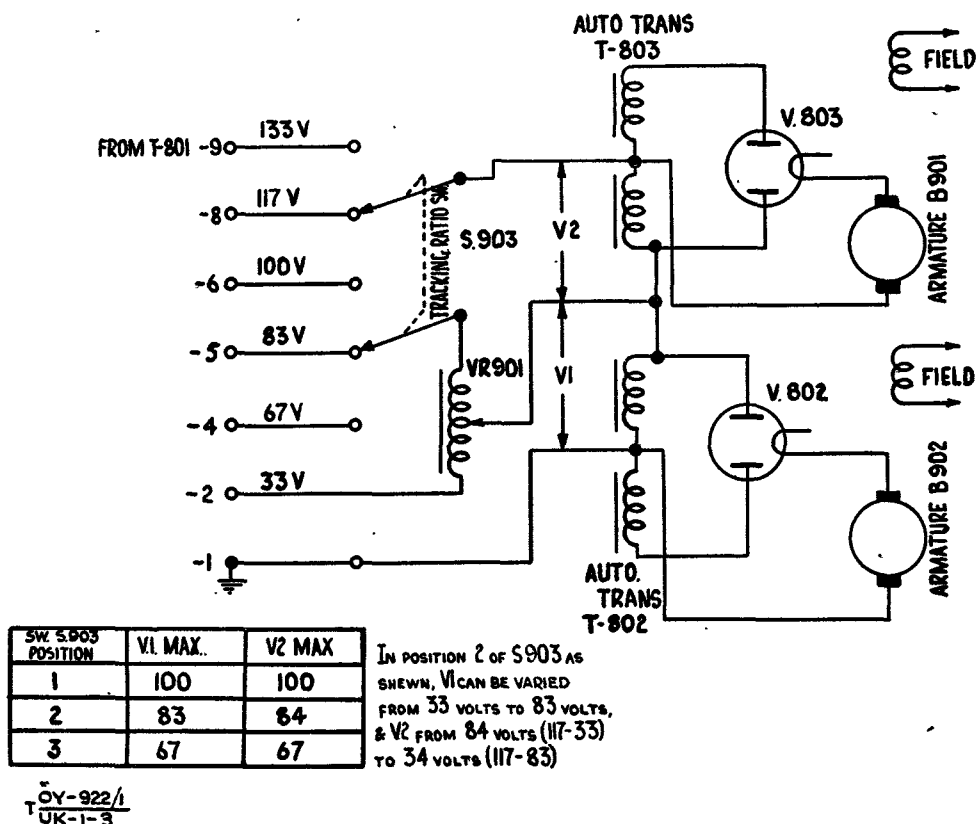 AUTO TRANS
T-803
FIELD
V.803
ARMATURE B901
FROM T-801 -9 133 V
-8 117 V
-6 100 V
-5 83 V
-4 67 V
-2 33 V
-1
TRACKING RATIO SW.
S.903
V2
VR901
V1
FIELD
V.802
ARMATURE B902
AUTO.
TRANS
T-802
SW. S.903 POSITION V.1. MAX.. V2 MAX
1 100 100
2 83 84
3 67 67
IN POSITION 2 OF S903 AS
SHEWN, V1 CAN BE VARIED
FROM 33 VOLTS TO 83 VOLTS,
& V2 FROM 84 VOLTS (117-33)
TO 34 VOLTS (117-83)
T OY-922/1
UK-1-3